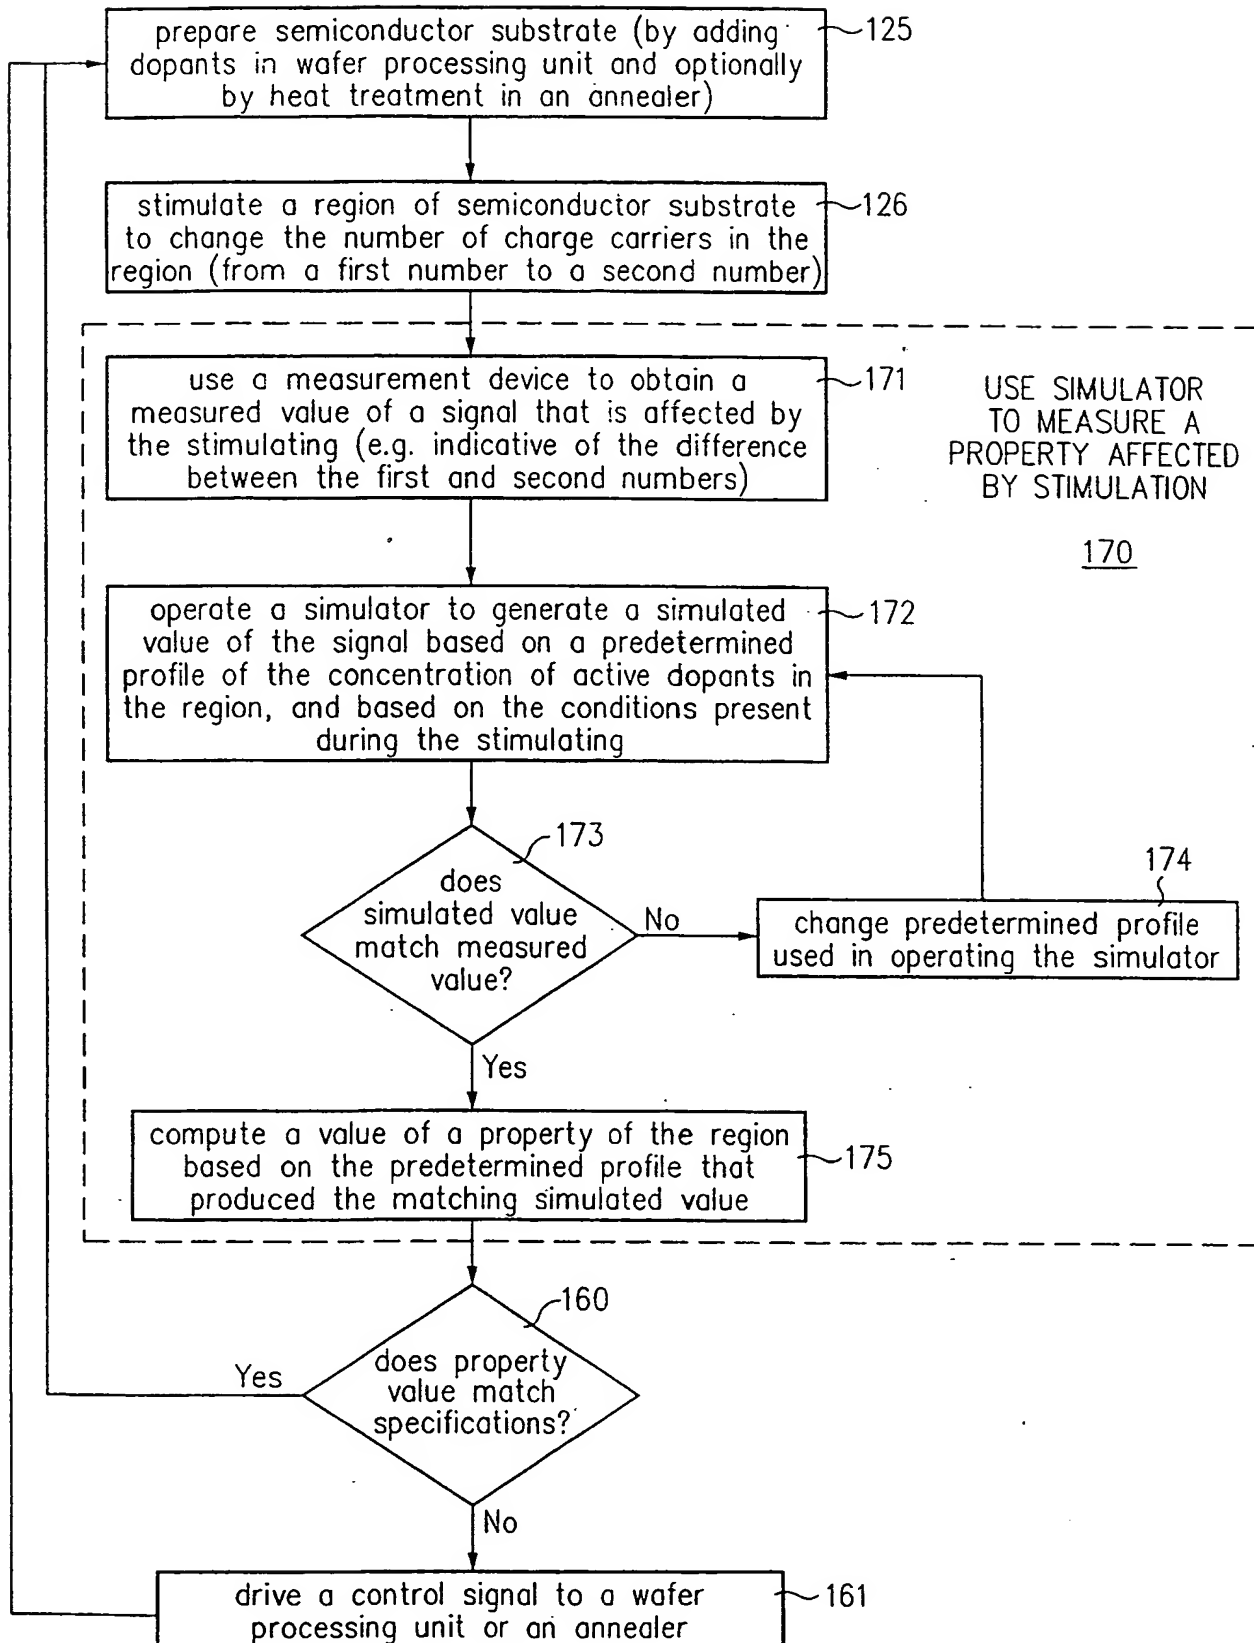 prepare semiconductor substrate (by adding
dopants in wafer processing unit and optionally
by heat treatment in an annealer)
125
stimulate a region of semiconductor substrate
to change the number of charge carriers in the
region (from a first number to a second number)
126
use a measurement device to obtain a
measured value of a signal that is affected by
the stimulating (e.g. indicative of the difference
between the first and second numbers)
171
USE SIMULATOR
TO MEASURE A
PROPERTY AFFECTED
BY STIMULATION
170
operate a simulator to generate a simulated
value of the signal based on a predetermined
profile of the concentration of active dopants in
the region, and based on the conditions present
during the stimulating
172
does
simulated value
match measured
value?
173
No
174
change predetermined profile
used in operating the simulator
Yes
compute a value of a property of the region
based on the predetermined profile that
produced the matching simulated value
175
160
does property
value match
specifications?
Yes
No
drive a control signal to a wafer
processing unit or an annealer
161